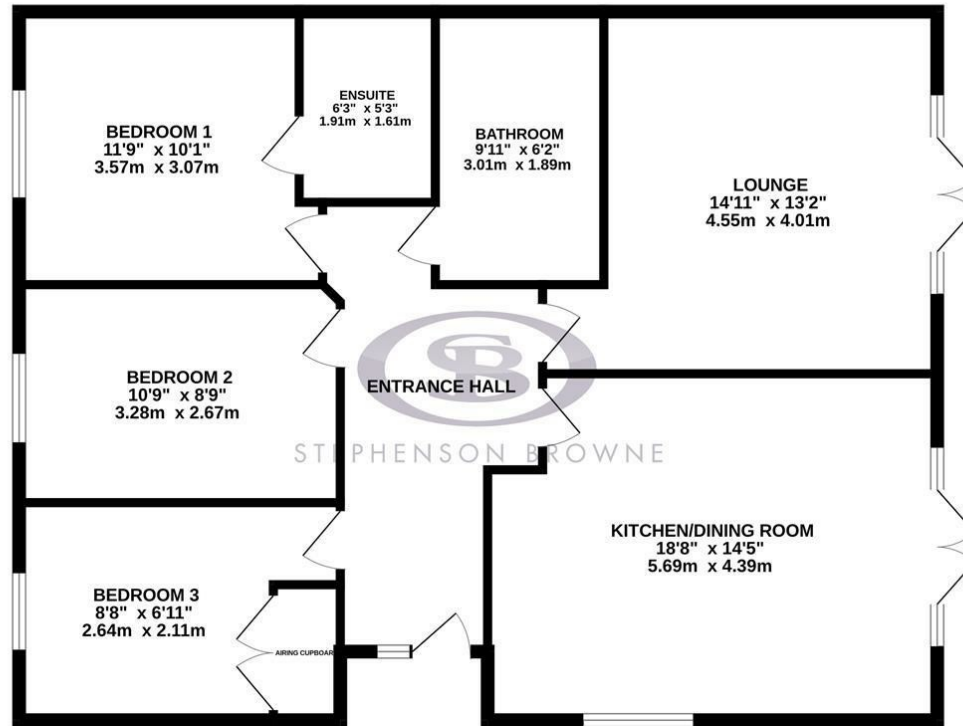 BEDROOM 1
11'9" x 10'1"
3.57m x 3.07m
ENSUITE
6'3" x 5'3"
1.91m x 1.61m
BATHROOM
9'11" x 6'2"
3.01m x 1.89m
LOUNGE
14'11" x 13'2"
4.55m x 4.01m
BEDROOM 2
10'9" x 8'9"
3.28m x 2.67m
SB
ENTRANCE HALL
STEPHENSON BROWNE
KITCHEN/DINING ROOM
18'8" x 14'5"
5.69m x 4.39m
BEDROOM 3
8'8" x 6'11"
2.64m x 2.11m
AIRING CUPBOAR